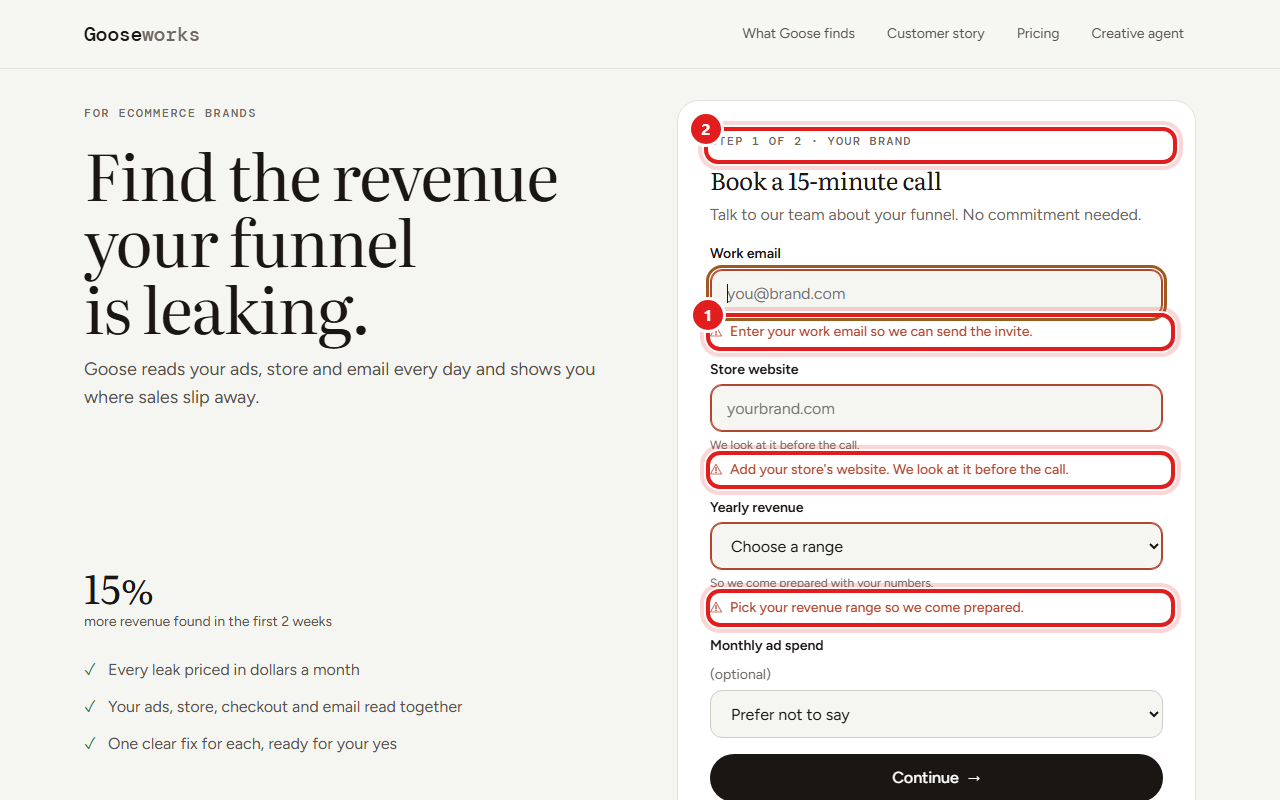 Gooseworks
What Goose finds
Customer story
Pricing
Creative agent
FOR ECOMMERCE BRANDS
Find the revenue
your funnel
is leaking.
Goose reads your ads, store and email every day and shows you
where sales slip away.
15%
more revenue found in the first 2 weeks
✓ Every leak priced in dollars a month
✓ Your ads, store, checkout and email read together
✓ One clear fix for each, ready for your yes
2
TEP 1 OF 2 · YOUR BRAND
Book a 15-minute call
Talk to our team about your funnel. No commitment needed.
Work email
you@brand.com
1
⚠ Enter your work email so we can send the invite.
Store website
yourbrand.com
We look at it before the call.
⚠ Add your store's website. We look at it before the call.
Yearly revenue
Choose a range
So we come prepared with your numbers.
⚠ Pick your revenue range so we come prepared.
Monthly ad spend
(optional)
Prefer not to say
Continue →